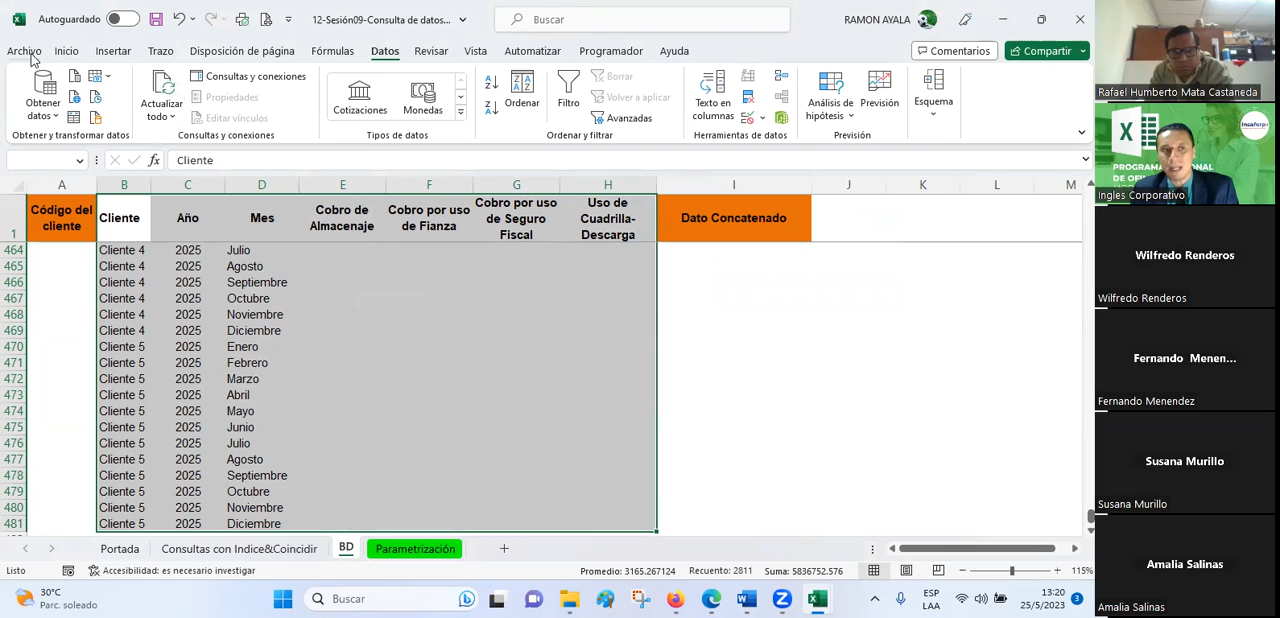 Autoguardado
12-Sesión09-Consulta de datos...
Buscar
RAMON AYALA
Archivo Inicio Insertar Trazo Disposición de página Fórmulas Datos Revisar Vista Automatizar Programador Ayuda
Comentarios Compartir
Obtener datos
Actualizar todo
Consultas y conexiones
Propiedades
Editar vínculos
Cotizaciones Monedas
Ordenar
Filtro
Borrar
Volver a aplicar
Avanzadas
Texto en columnas
Análisis de hipótesis
Previsión
Esquema
Obtener y transformar datos Consultas y conexiones Tipos de datos Ordenar y filtrar Herramientas de datos Previsión
fx Cliente
A B C D E F G H I J K L M
1 Código del cliente Cliente Año Mes Cobro de Almacenaje Cobro por uso de Fianza Cobro por uso de Seguro Fiscal Uso de Cuadrilla-Descarga Dato Concatenado
464 Cliente 4 2025 Julio
465 Cliente 4 2025 Agosto
466 Cliente 4 2025 Septiembre
467 Cliente 4 2025 Octubre
468 Cliente 4 2025 Noviembre
469 Cliente 4 2025 Diciembre
470 Cliente 5 2025 Enero
471 Cliente 5 2025 Febrero
472 Cliente 5 2025 Marzo
473 Cliente 5 2025 Abril
474 Cliente 5 2025 Mayo
475 Cliente 5 2025 Junio
476 Cliente 5 2025 Julio
477 Cliente 5 2025 Agosto
478 Cliente 5 2025 Septiembre
479 Cliente 5 2025 Octubre
480 Cliente 5 2025 Noviembre
481 Cliente 5 2025 Diciembre
Portada Consultas con Indice&Coincidir BD Parametrización
Listo Accesibilidad: es necesario investigar Promedio: 3165.267124 Recuento: 2811 Suma: 5836752.576 115%
30°C
Parc. soleado
Buscar
ESP
LAA
13:20
25/5/2023
3
Rafael Humberto Mata Castaneda
Insaforp
PROGRAMA
Ingles Corporativo
Wilfredo Renderos
Wilfredo Renderos
Fernando Menen...
Fernando Menendez
Susana Murillo
Susana Murillo
Amalia Salinas
Amalia Salinas